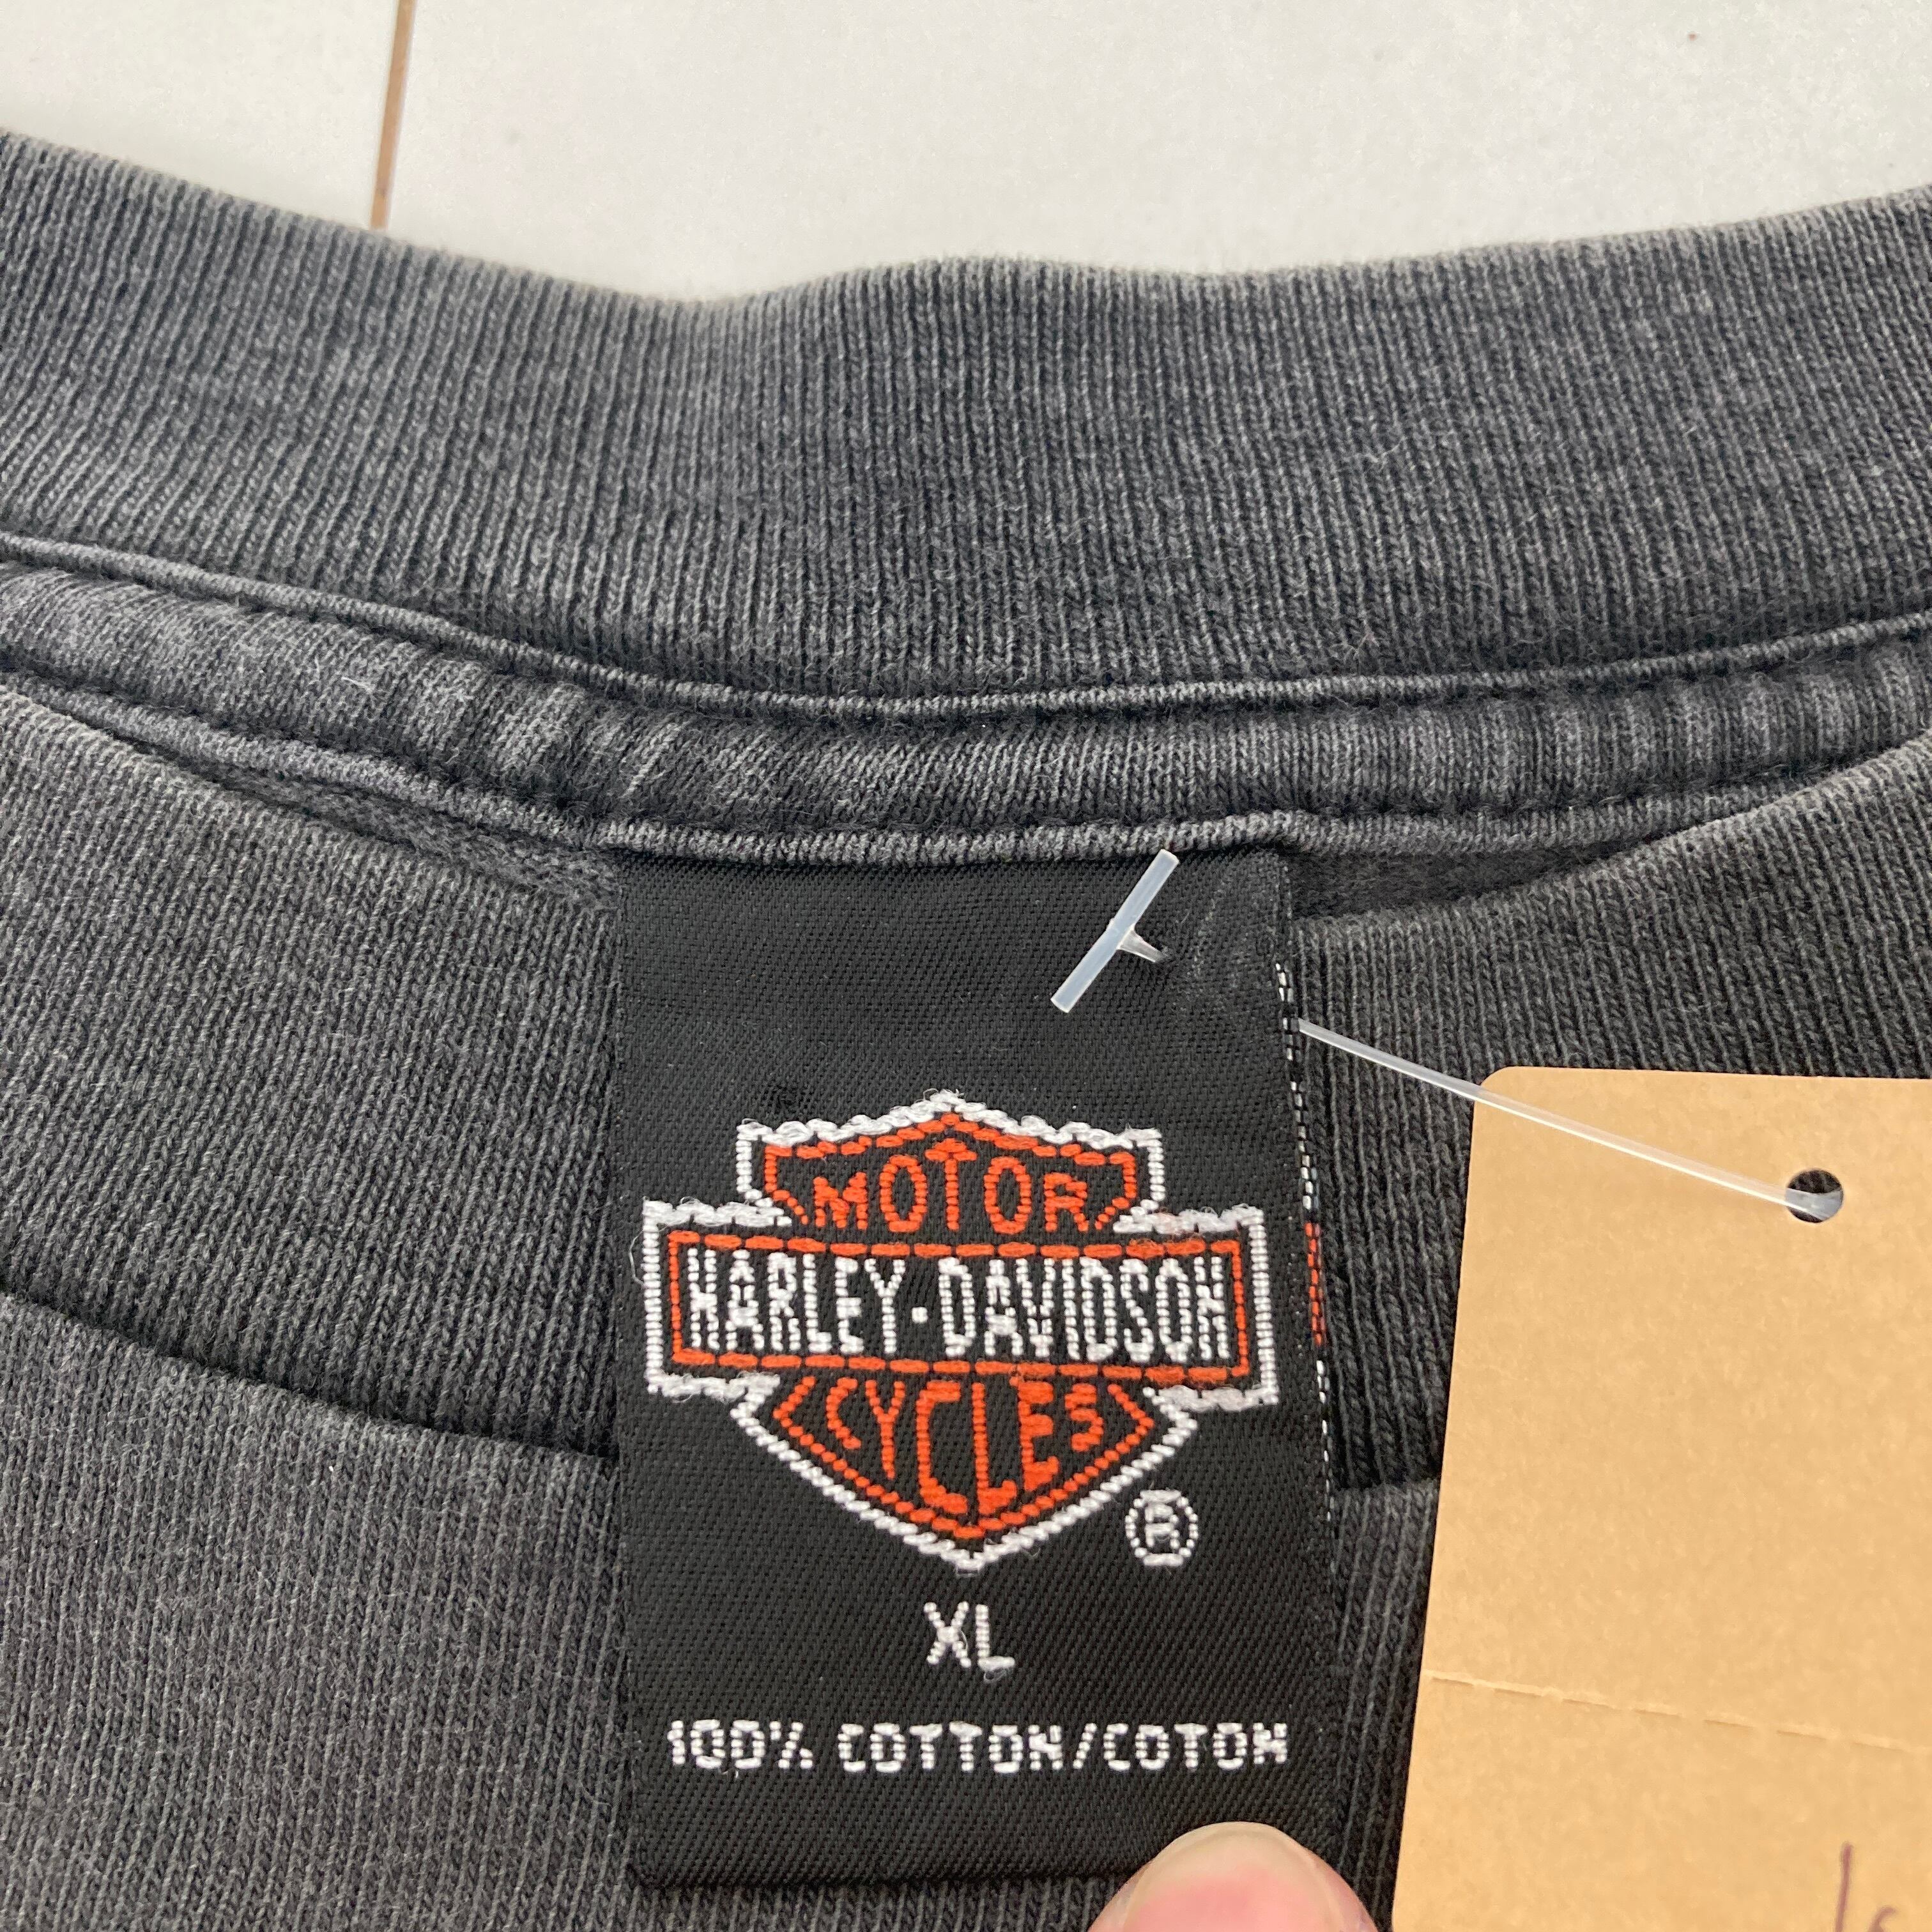 MOTOR
HARLEY-DAVIDSON
CYCLES
®
XL
100% COTTON/COTON